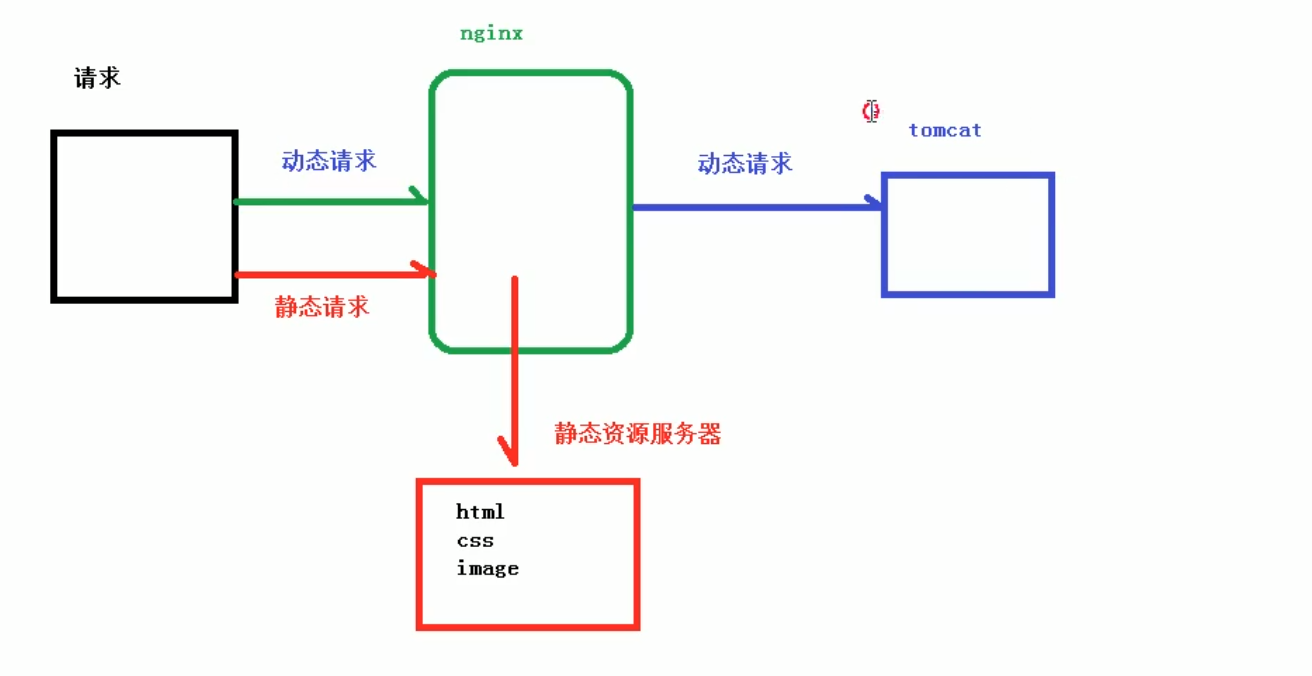 nginx
请求
tomcat
动态请求
动态请求
静态请求
静态资源服务器
html
css
image